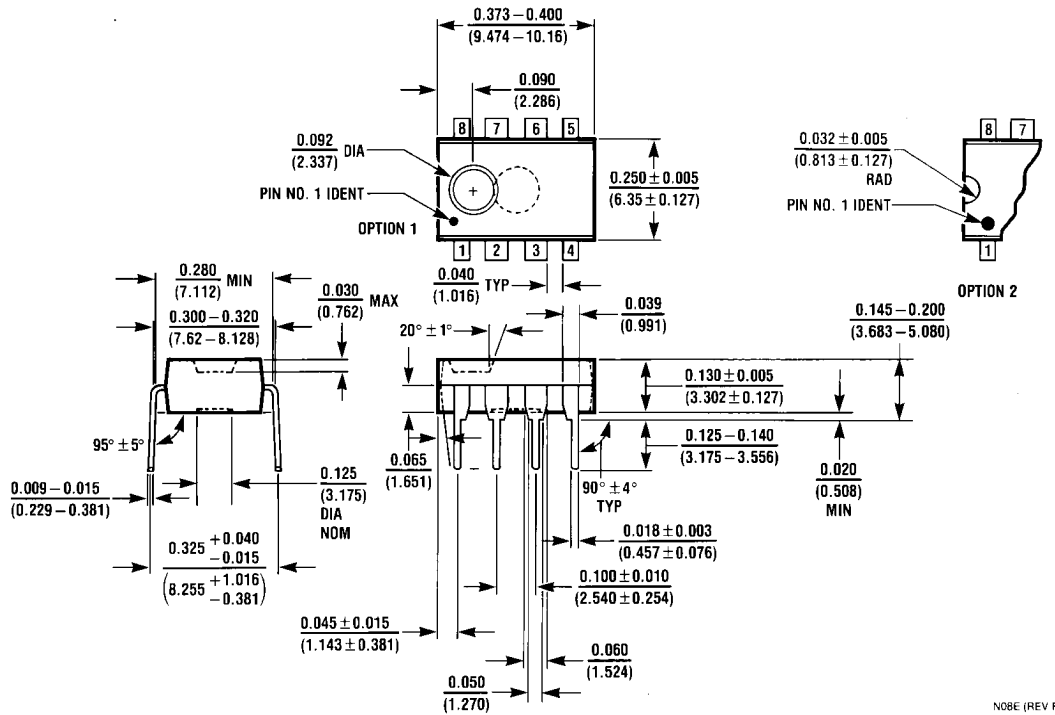 0.373–0.400
(9.474–10.16)
0.090
(2.286)
8 7 6 5
0.092
(2.337)
DIA
0.250 ± 0.005
(6.35 ± 0.127)
PIN NO. 1 IDENT
OPTION 1
1 2 3 4
8 7
0.032 ± 0.005
(0.813 ± 0.127)
RAD
PIN NO. 1 IDENT
1
OPTION 2
0.280
(7.112)
MIN
0.030
(0.762)
MAX
0.040
(1.016)
TYP
0.300–0.320
(7.62–8.128)
20° ± 1°
0.039
(0.991)
0.145–0.200
(3.683–5.080)
0.130 ± 0.005
(3.302 ± 0.127)
95° ± 5°
0.065
(1.651)
0.125–0.140
(3.175–3.556)
0.020
(0.508)
MIN
0.009–0.015
(0.229–0.381)
0.125
(3.175)
DIA
NOM
90° ± 4°
TYP
0.018 ± 0.003
(0.457 ± 0.076)
0.325 +0.040
−0.015
(8.255 +1.016
−0.381)
0.100 ± 0.010
(2.540 ± 0.254)
0.045 ± 0.015
(1.143 ± 0.381)
0.060
(1.524)
0.050
(1.270)
N08E (REV